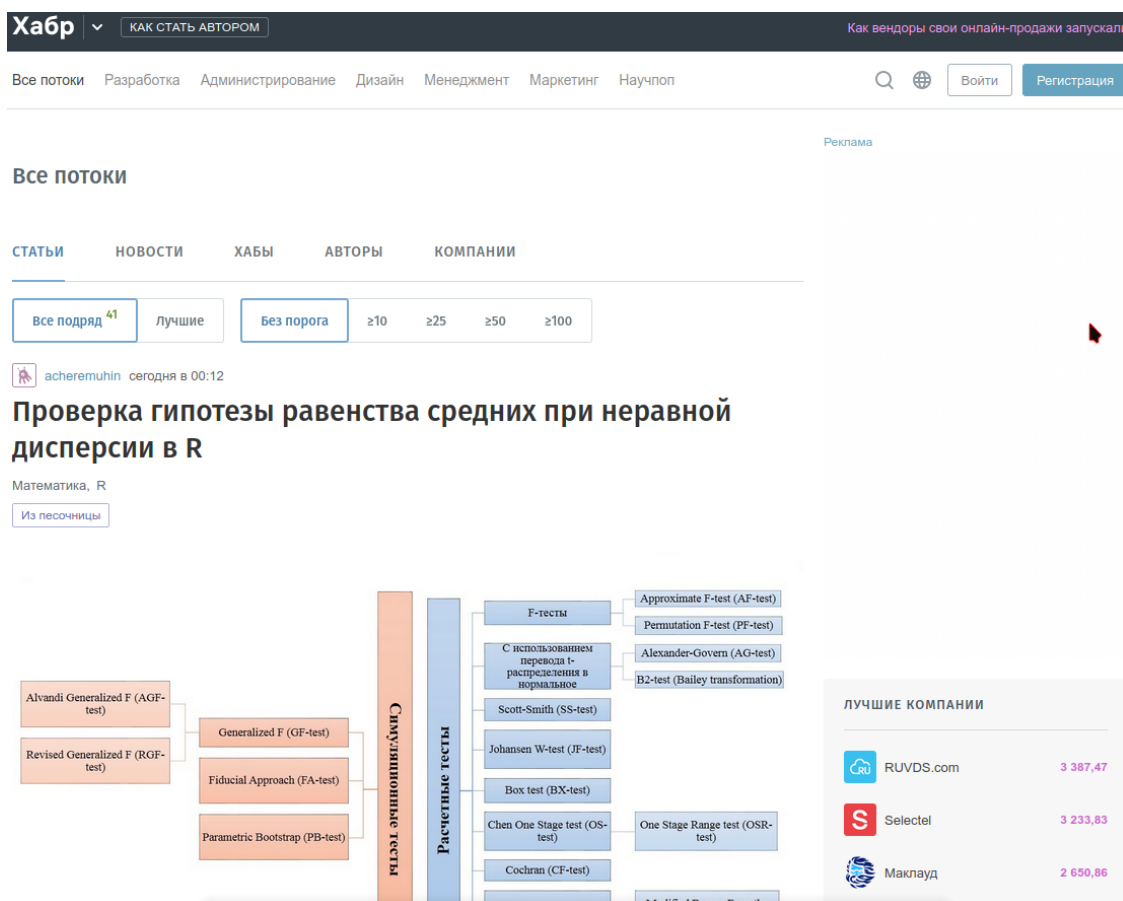 Хабр
КАК СТАТЬ АВТОРОМ
Как вендоры свои онлайн-продажи запускали
Все потоки Разработка Администрирование Дизайн Менеджмент Маркетинг Научпоп
Войти
Регистрация
Реклама
Все потоки
СТАТЬИ НОВОСТИ ХАБЫ АВТОРЫ КОМПАНИИ
Все подряд 41 Лучшие Без порога ≥10 ≥25 ≥50 ≥100
acheremuhin сегодня в 00:12
Проверка гипотезы равенства средних при неравной
дисперсии в R
Математика, R
Из песочницы
Alvandi Generalized F (AGF-
test)
Revised Generalized F (RGF-
test)
Generalized F (GF-test)
Fiducial Approach (FA-test)
Parametric Bootstrap (PB-test)
Симуляционные тесты
Расчетные тесты
F-тесты
Approximate F-test (AF-test)
Permutation F-test (PF-test)
С использованием
перевода t-
распределения в
нормальное
Alexander-Govern (AG-test)
B2-test (Bailey transformation)
Scott-Smith (SS-test)
Johansen W-test (JF-test)
Box test (BX-test)
Chen One Stage test (OS-
test)
One Stage Range test (OSR-
test)
Cochran (CF-test)
ЛУЧШИЕ КОМПАНИИ
RUVDS.com 3 387,47
Selectel 3 233,83
Маклауд 2 650,86